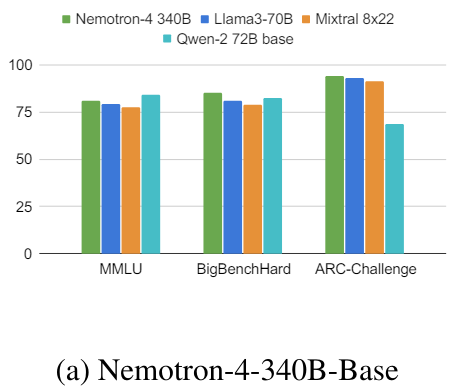 Nemotron-4 340B Llama3-70B Mixtral 8x22
Qwen-2 72B base
100
75
50
25
0
MMLU BigBenchHard ARC-Challenge
(a) Nemotron-4-340B-Base